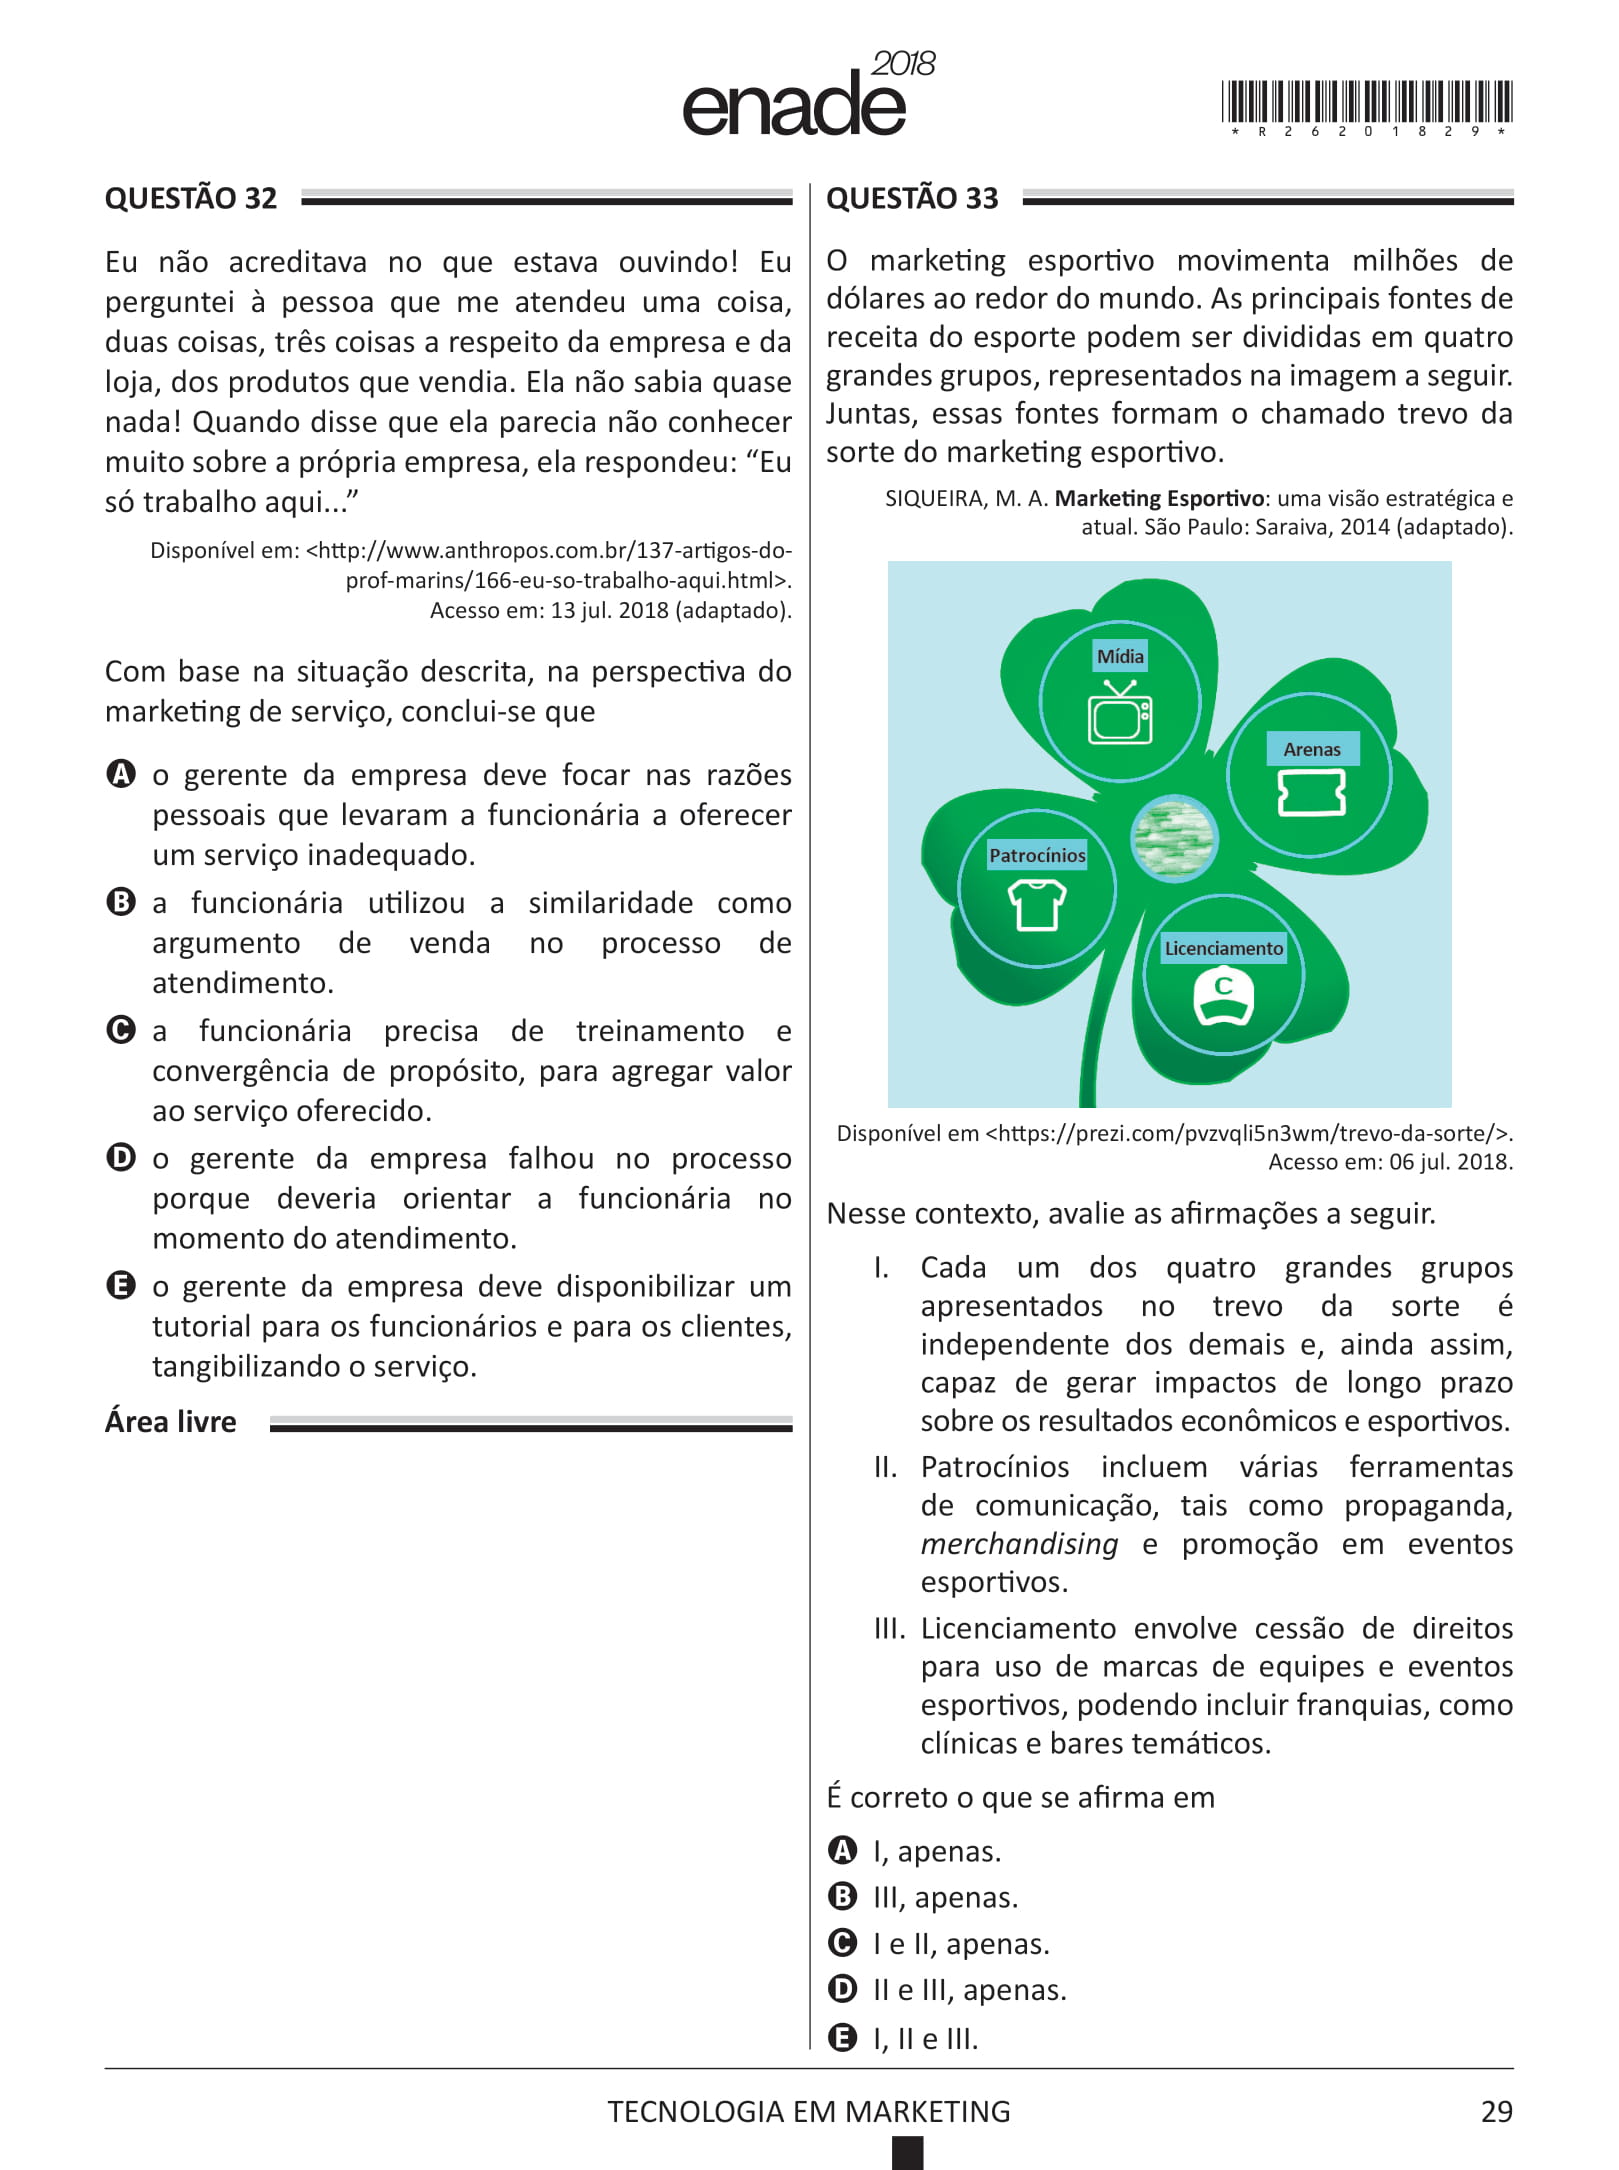 enade 2018
* R 2 6 2 0 1 8 2 9 *
QUESTÃO 32
Eu não acreditava no que estava ouvindo! Eu
perguntei à pessoa que me atendeu uma coisa,
duas coisas, três coisas a respeito da empresa e da
loja, dos produtos que vendia. Ela não sabia quase
nada! Quando disse que ela parecia não conhecer
muito sobre a própria empresa, ela respondeu: “Eu
só trabalho aqui...”
Disponível em: <http://www.anthropos.com.br/137-artigos-do-
prof-marins/166-eu-so-trabalho-aqui.html>.
Acesso em: 13 jul. 2018 (adaptado).
Com base na situação descrita, na perspectiva do
marketing de serviço, conclui-se que
A o gerente da empresa deve focar nas razões
pessoais que levaram a funcionária a oferecer
um serviço inadequado.
B a funcionária utilizou a similaridade como
argumento de venda no processo de
atendimento.
C a funcionária precisa de treinamento e
convergência de propósito, para agregar valor
ao serviço oferecido.
D o gerente da empresa falhou no processo
porque deveria orientar a funcionária no
momento do atendimento.
E o gerente da empresa deve disponibilizar um
tutorial para os funcionários e para os clientes,
tangibilizando o serviço.
Área livre
QUESTÃO 33
O marketing esportivo movimenta milhões de
dólares ao redor do mundo. As principais fontes de
receita do esporte podem ser divididas em quatro
grandes grupos, representados na imagem a seguir.
Juntas, essas fontes formam o chamado trevo da
sorte do marketing esportivo.
SIQUEIRA, M. A. Marketing Esportivo: uma visão estratégica e
atual. São Paulo: Saraiva, 2014 (adaptado).
Mídia
Arenas
Patrocínios
Licenciamento
C
Disponível em <https://prezi.com/pvzvqli5n3wm/trevo-da-sorte/>.
Acesso em: 06 jul. 2018.
Nesse contexto, avalie as afirmações a seguir.
I. Cada um dos quatro grandes grupos
apresentados no trevo da sorte é
independente dos demais e, ainda assim,
capaz de gerar impactos de longo prazo
sobre os resultados econômicos e esportivos.
II. Patrocínios incluem várias ferramentas
de comunicação, tais como propaganda,
merchandising e promoção em eventos
esportivos.
III. Licenciamento envolve cessão de direitos
para uso de marcas de equipes e eventos
esportivos, podendo incluir franquias, como
clínicas e bares temáticos.
É correto o que se afirma em
A I, apenas.
B III, apenas.
C I e II, apenas.
D II e III, apenas.
E I, II e III.
TECNOLOGIA EM MARKETING
29